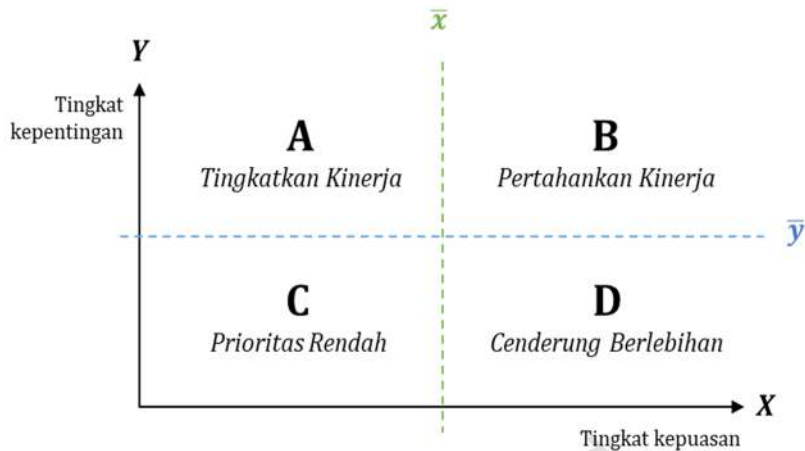 x̅
Y
Tingkat
kepentingan
A
Tingkatkan Kinerja
B
Pertahankan Kinerja
y̅
C
Prioritas Rendah
D
Cenderung Berlebihan
X
Tingkat kepuasan